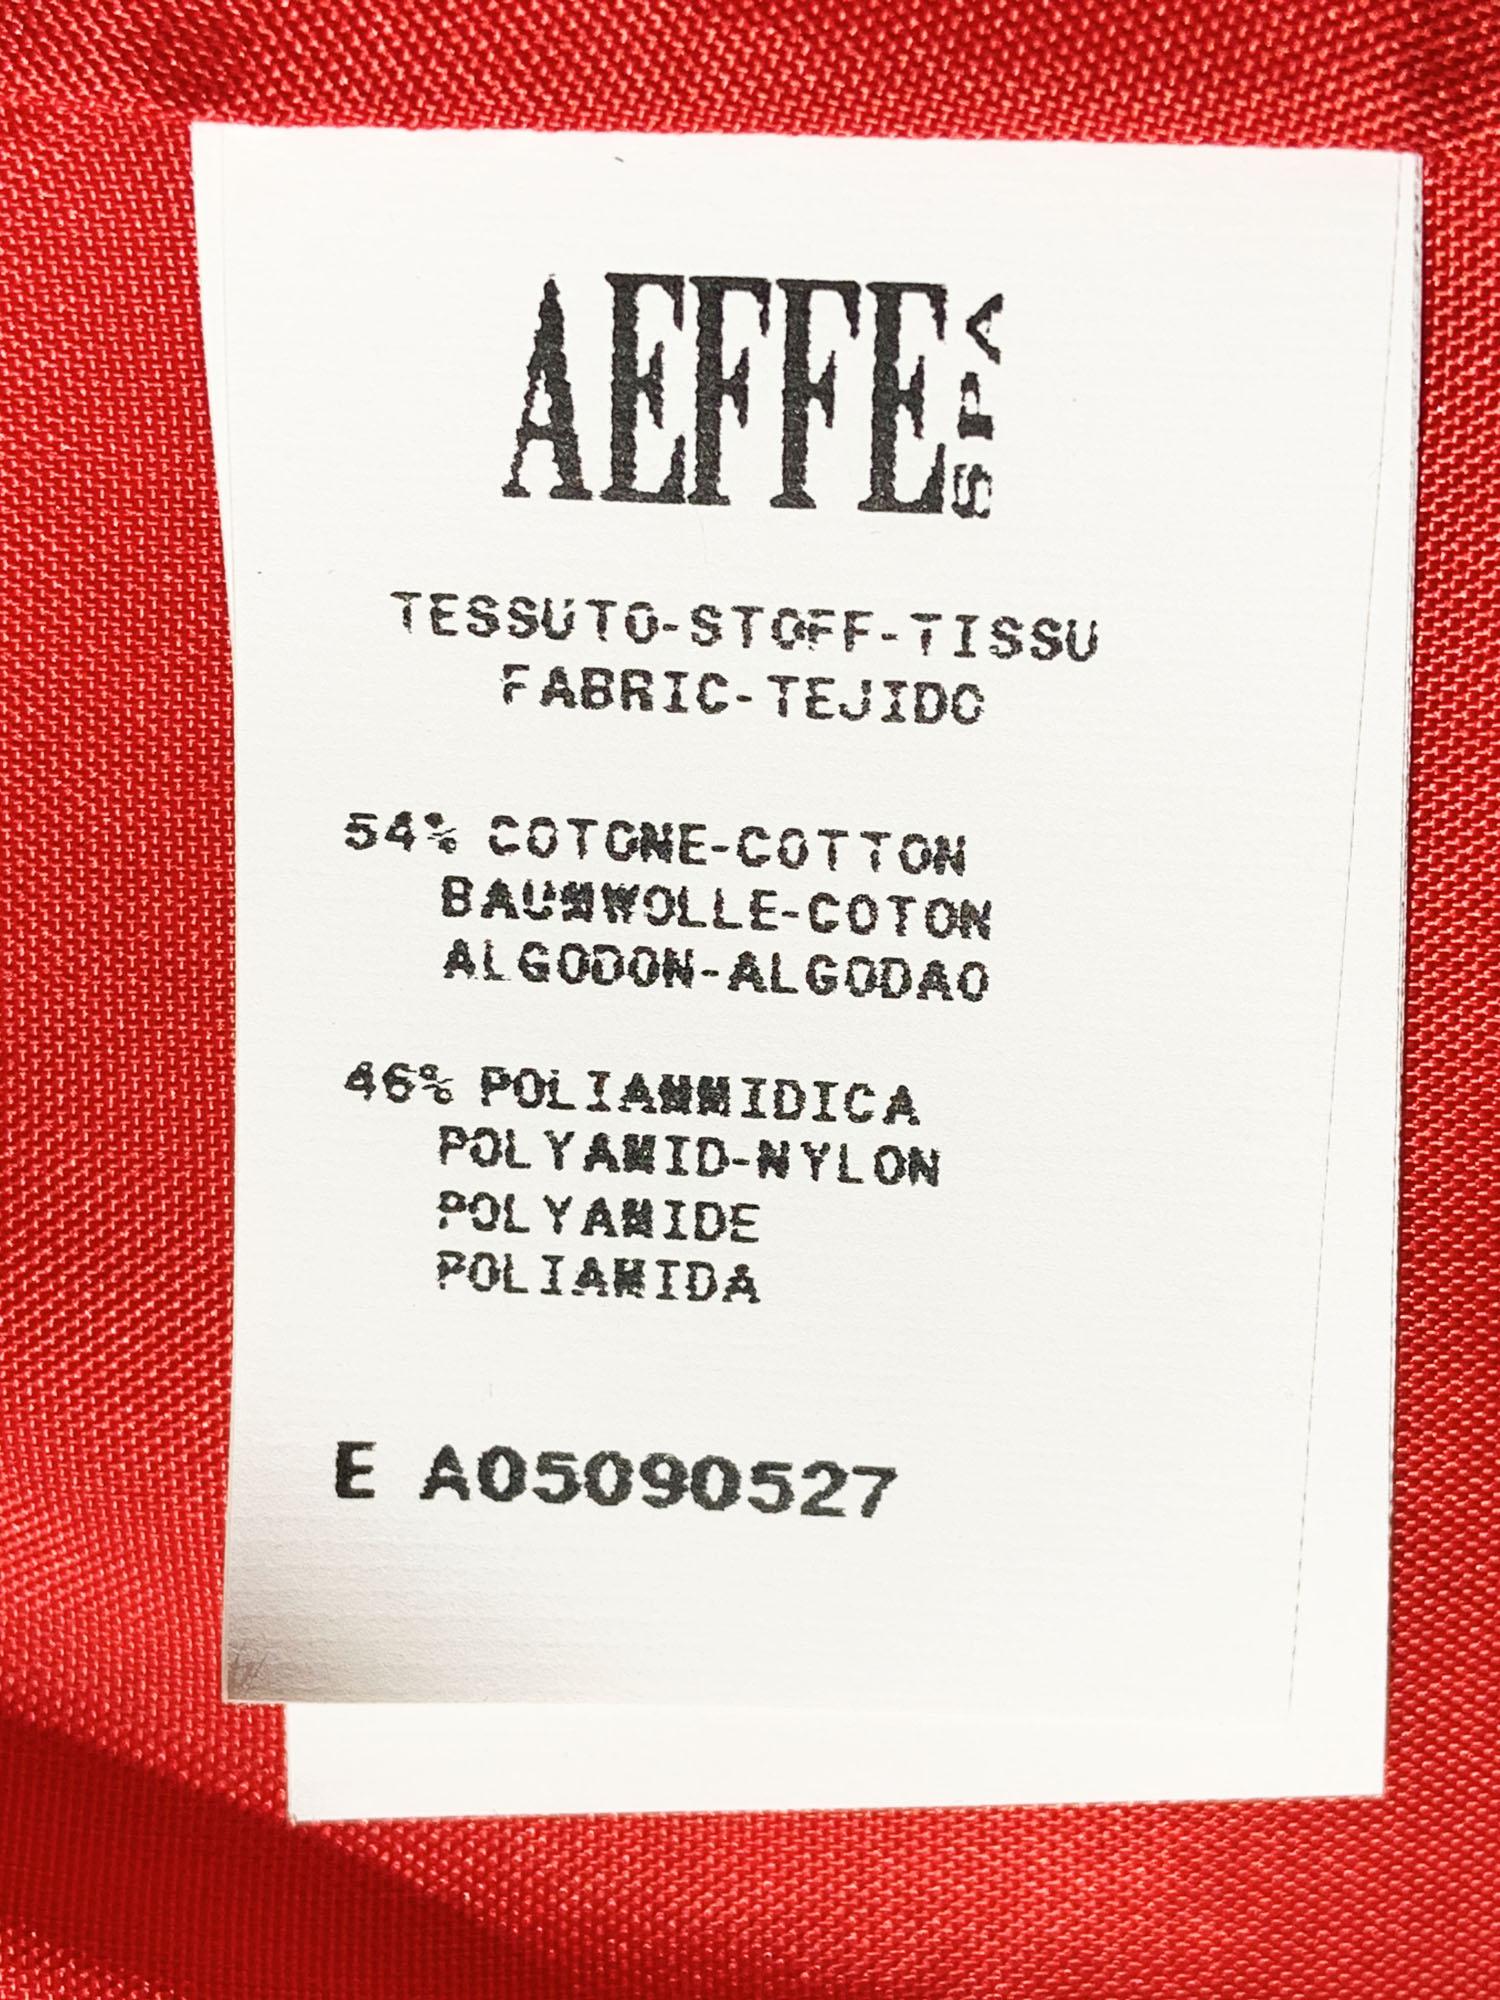 AEFFE SPA
TESSUTO-STOFF-TISSU
FABRIC-TEJIDO
54% COTONE-COTTON
BAUMWOLLE-COTON
ALGODON-ALGODAO
46% POLIAMMIDICA
POLYAMID-NYLON
POLYAMIDE
POLIAMIDA
E A05090527